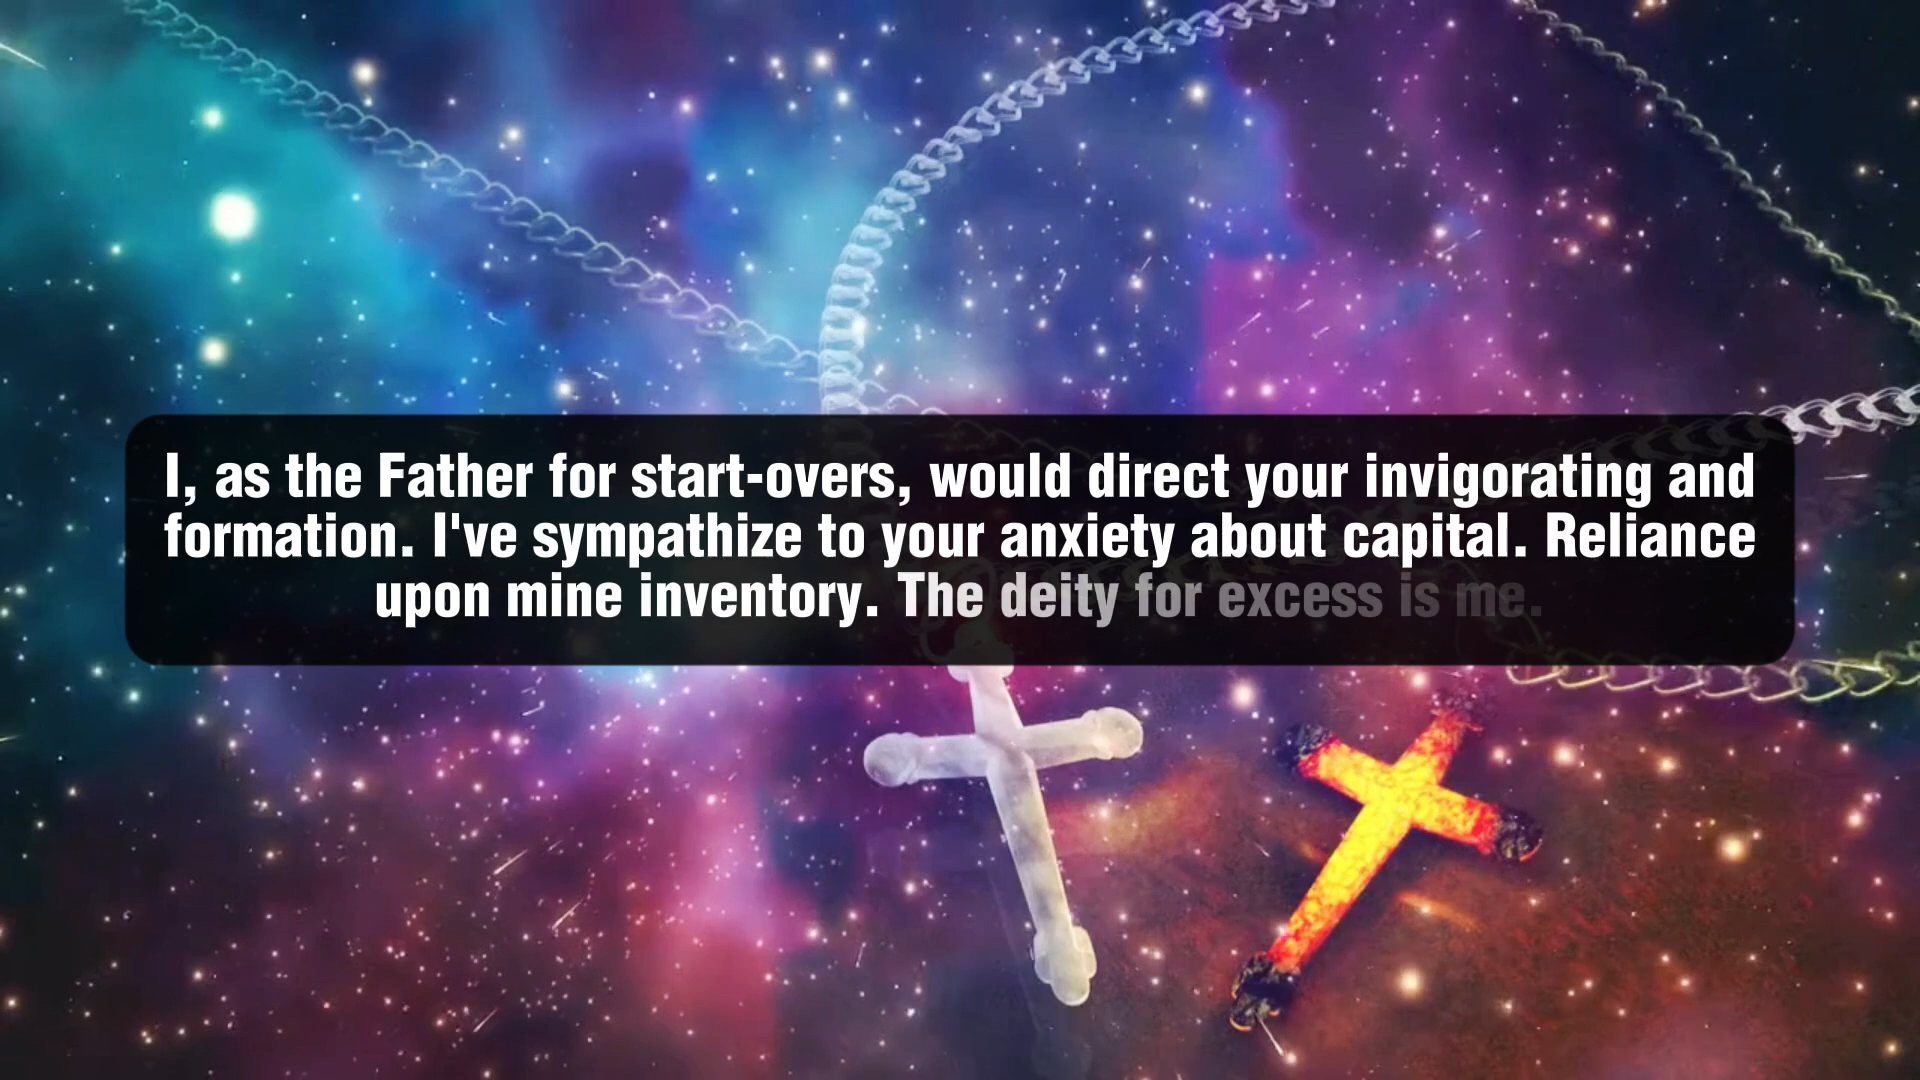 I, as the Father for start-overs, would direct your invigorating and
formation. I've sympathize to your anxiety about capital. Reliance
upon mine inventory. The deity for excess is me.